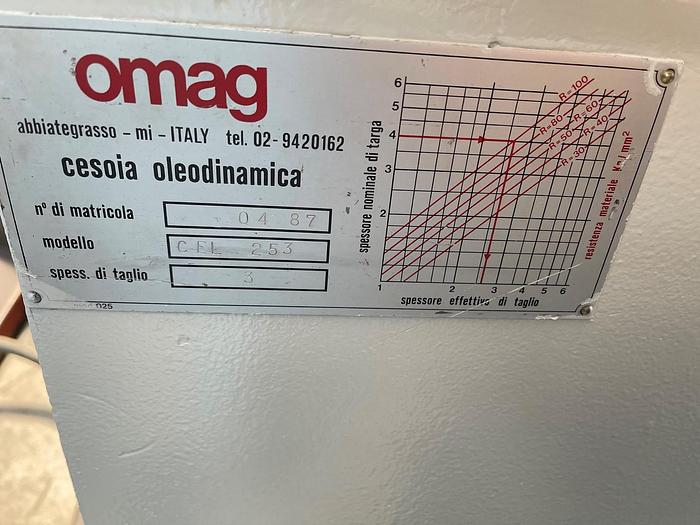 omag
abbiategrasso - mi - ITALY tel. 02-9420162
cesoia oleodinamica
n° di matricola 04 87
modello 253
spess. di taglio 3
025
spessore nominale di targa
6
5
4
3
2
1 2 3 4 5 6
spessore effettivo di taglio
R=100
R=80
R=60
R=50
R=40
R=30
resistenza materiale Kg/mm²